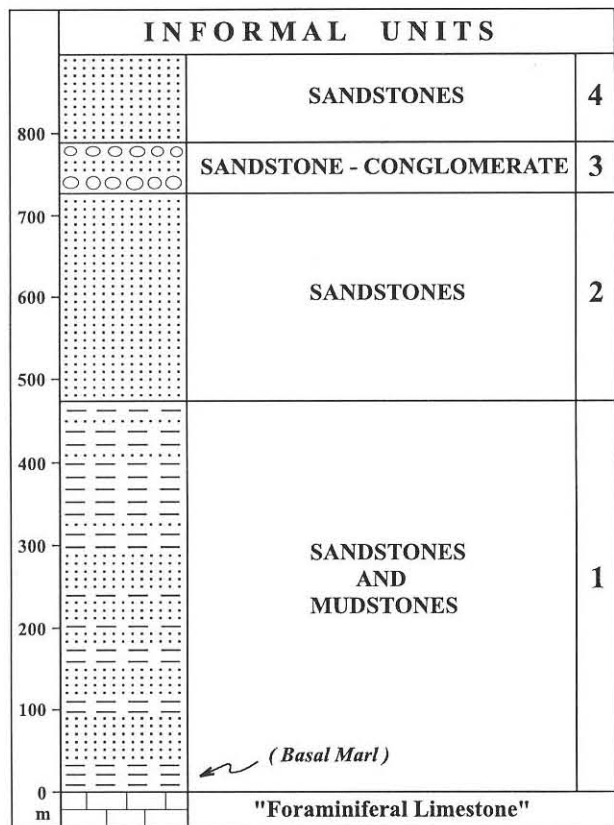 INFORMAL UNITS
SANDSTONES 4
800
SANDSTONE - CONGLOMERATE 3
700
SANDSTONES 2
600
500
400
300
SANDSTONES
AND
MUDSTONES
1
200
100
( Basal Marl )
0
m
"Foraminiferal Limestone"